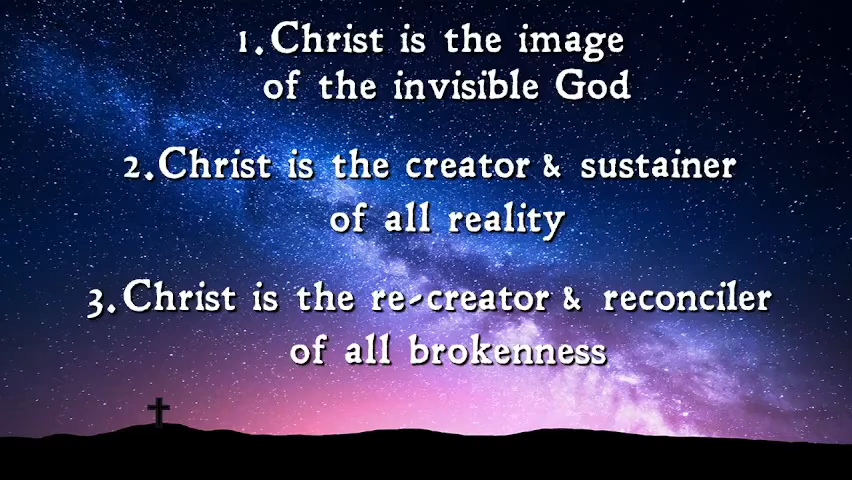 1. Christ is the image
of the invisible God
2. Christ is the creator & sustainer
of all reality
3. Christ is the re-creator & reconciler
of all brokenness